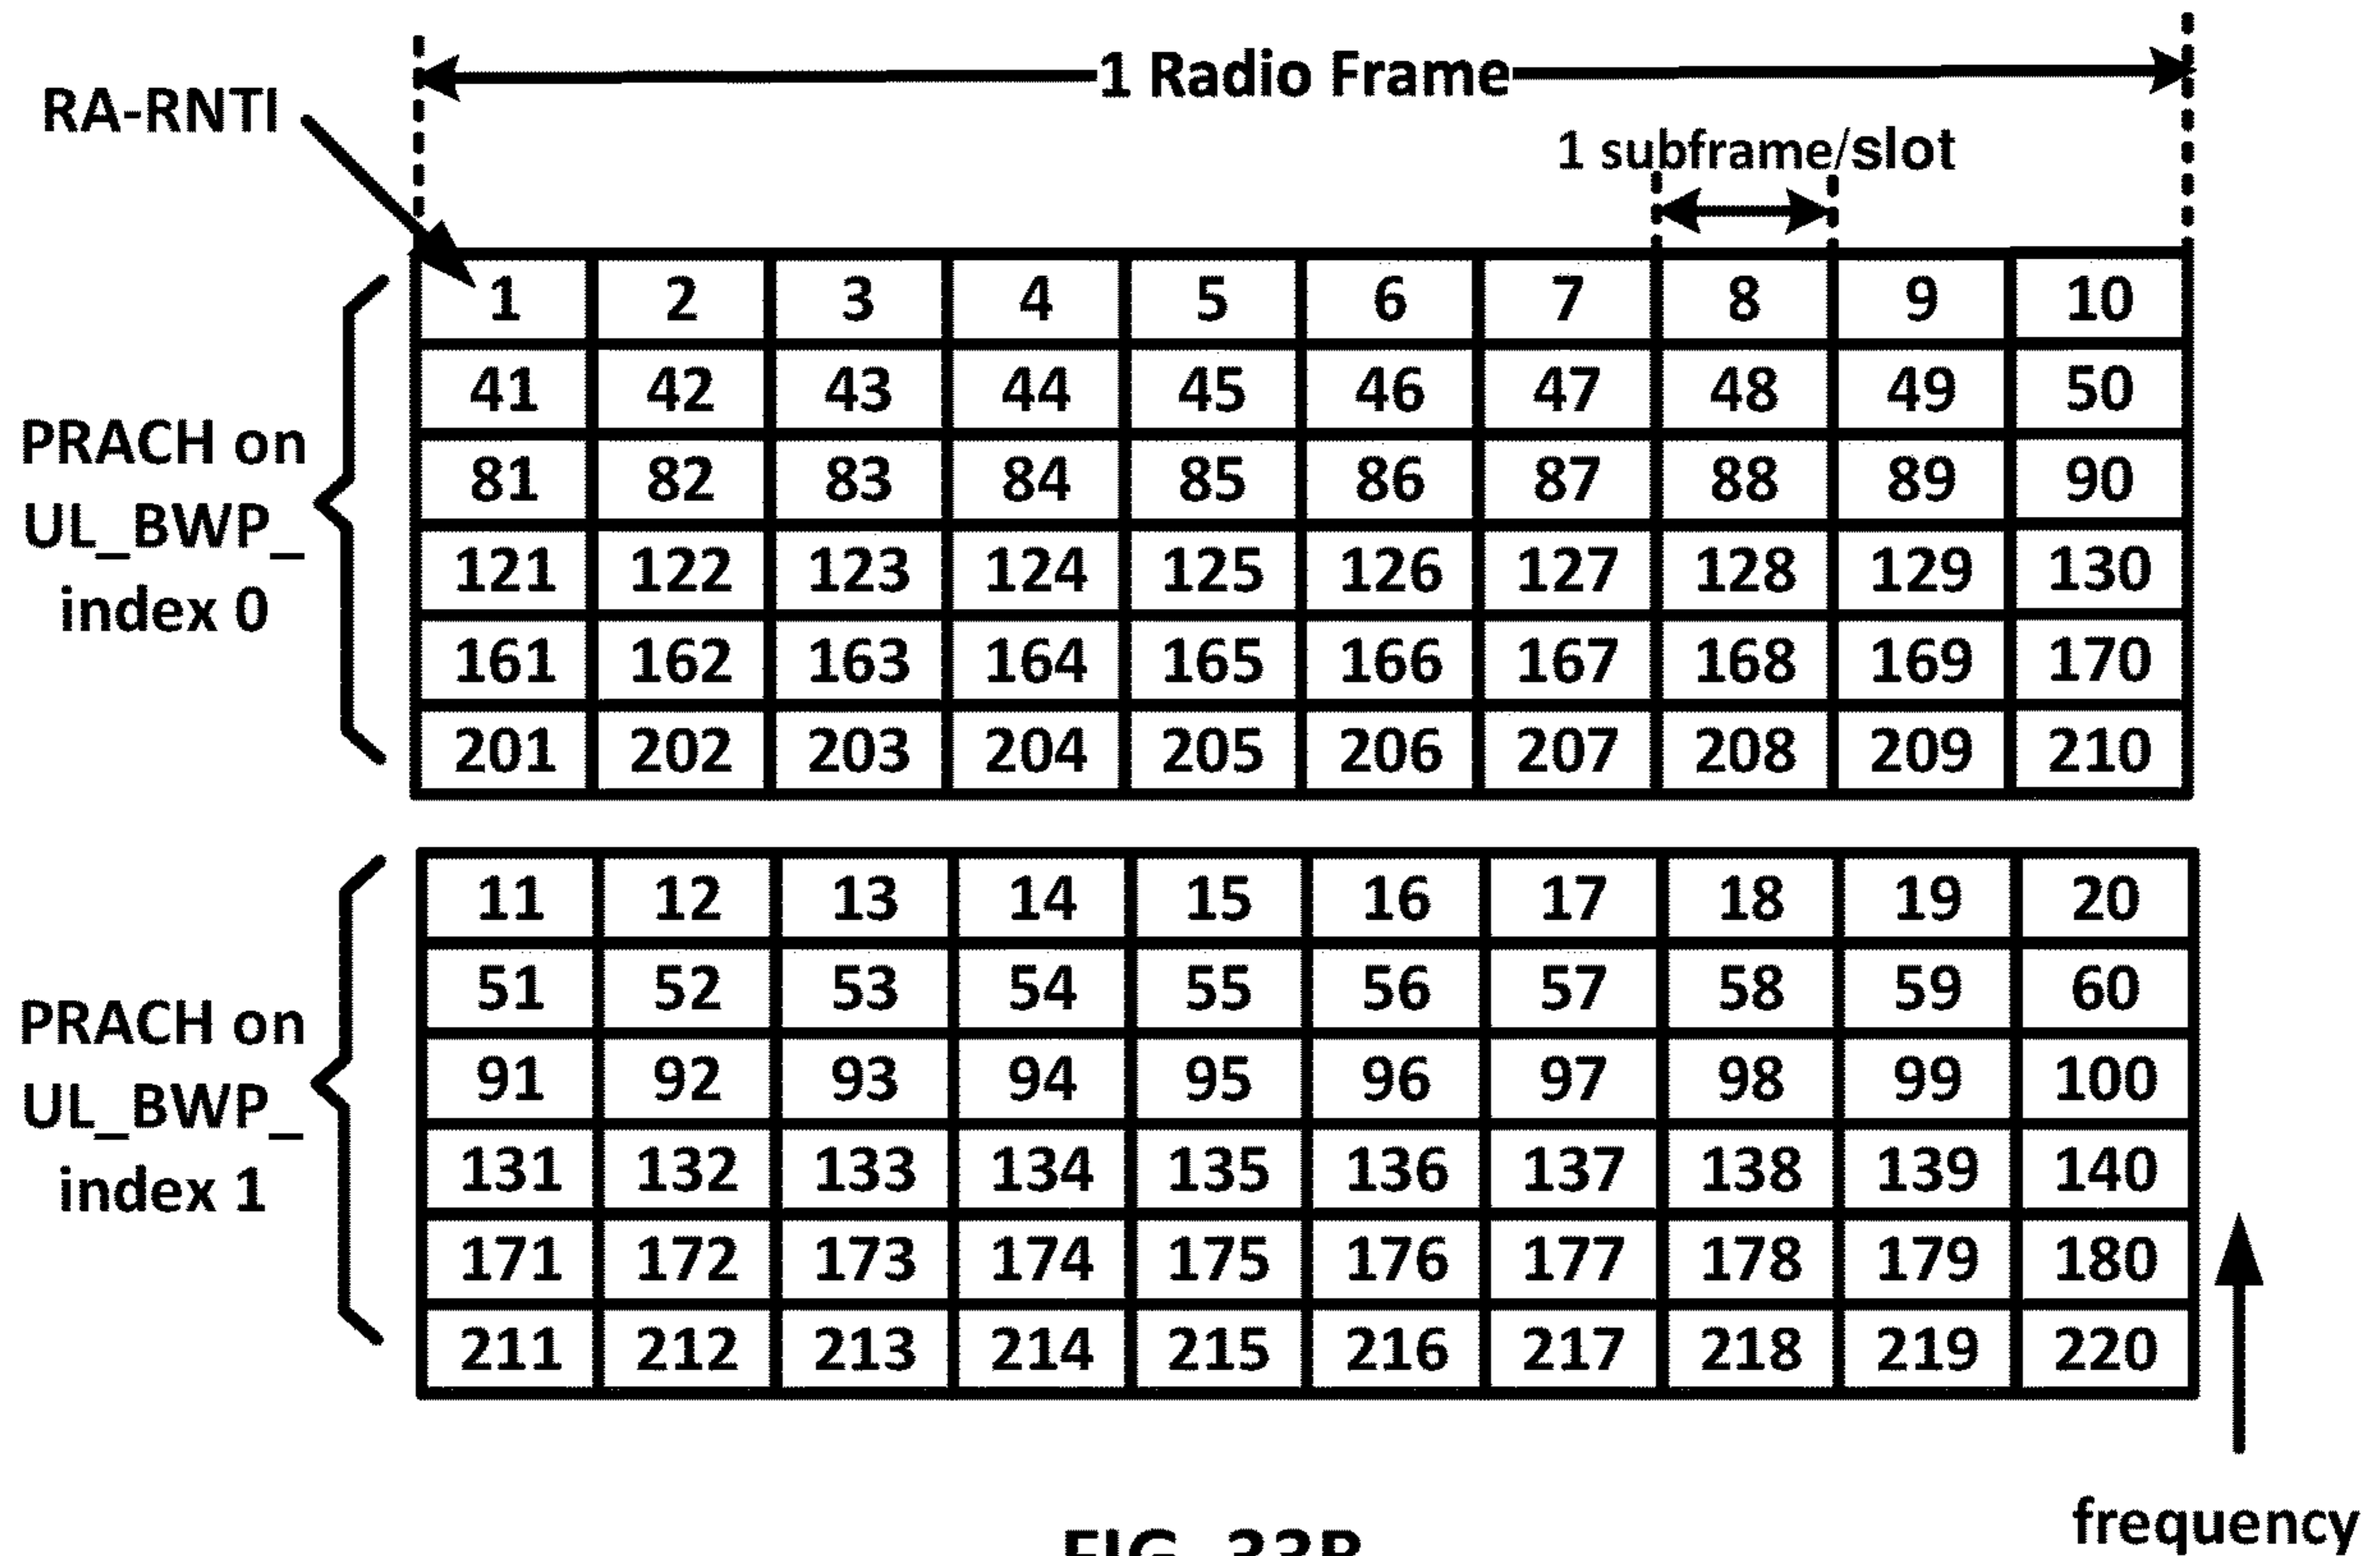 1 Radio Frame
RA-RNTI
1 subframe/slot
1 2 3 4 5 6 7 8 9 10
41 42 43 44 45 46 47 48 49 50
81 82 83 84 85 86 87 88 89 90
121 122 123 124 125 126 127 128 129 130
161 162 163 164 165 166 167 168 169 170
201 202 203 204 205 206 207 208 209 210
PRACH on
UL_BWP_
index 0
11 12 13 14 15 16 17 18 19 20
51 52 53 54 55 56 57 58 59 60
91 92 93 94 95 96 97 98 99 100
131 132 133 134 135 136 137 138 139 140
171 172 173 174 175 176 177 178 179 180
211 212 213 214 215 216 217 218 219 220
PRACH on
UL_BWP_
index 1
frequency
FIG. 33B